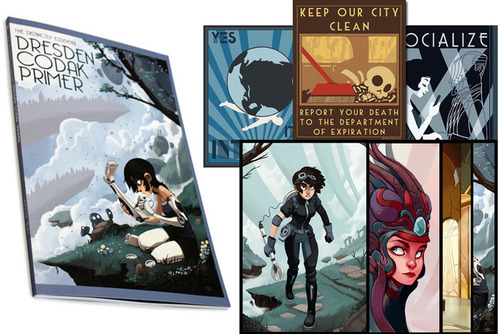 THE DISTINCTLY ESSENTIAL
DRESDEN
CODAK
PRIMER
YES
INT
KEEP OUR CITY
CLEAN
REPORT YOUR DEATH
TO THE DEPARTMENT
OF EXPIRATION
OCIALIZE